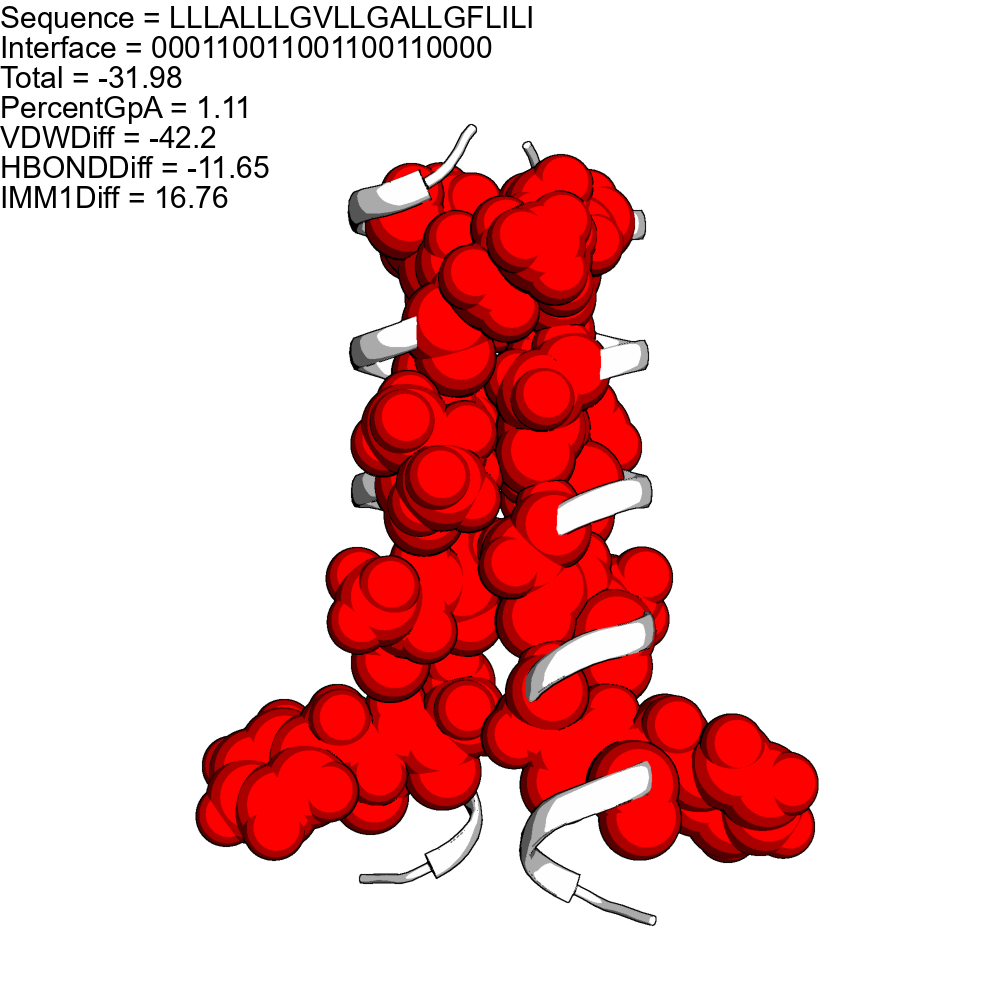 Sequence = LLLALLLGVLLGALLGFLILI
Interface = 000110011001100110000
Total = -31.98
PercentGpA = 1.11
VDWDiff = -42.2
HBONDDiff = -11.65
IMM1Diff = 16.76